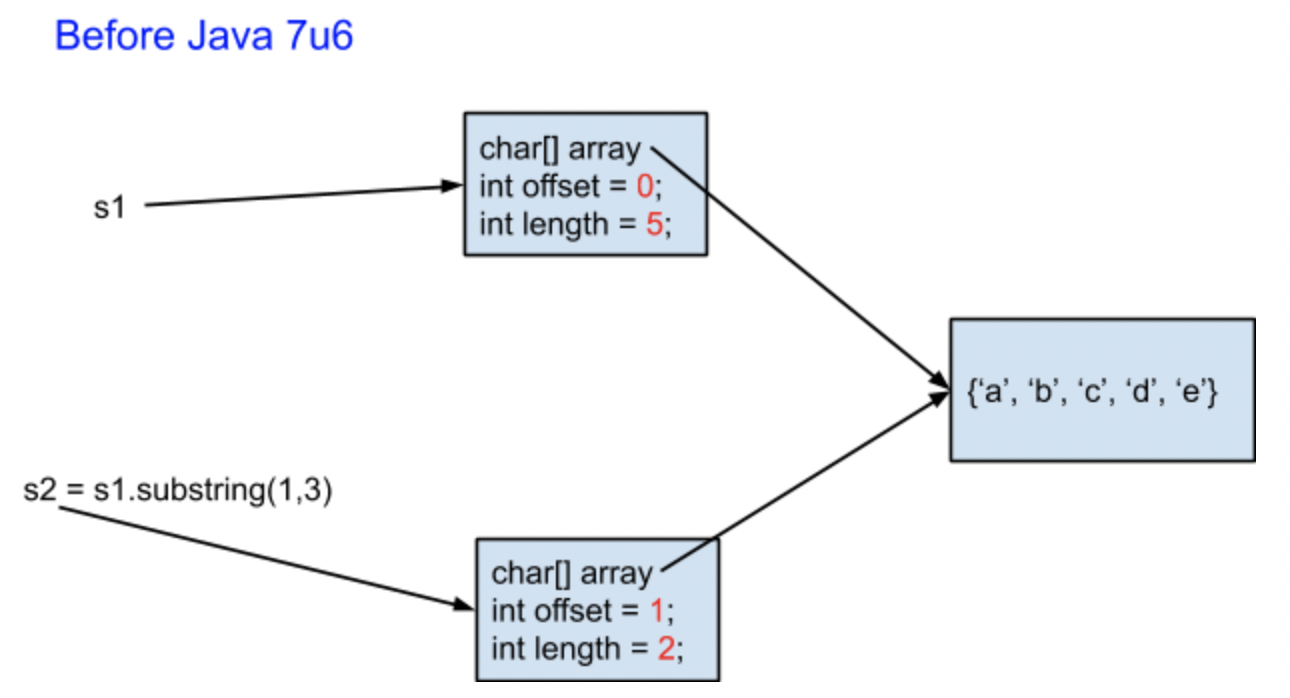 Before Java 7u6
char[] array
int offset = 0;
int length = 5;
s1
{‘a’, ‘b’, ‘c’, ‘d’, ‘e’}
s2 = s1.substring(1,3)
char[] array
int offset = 1;
int length = 2;